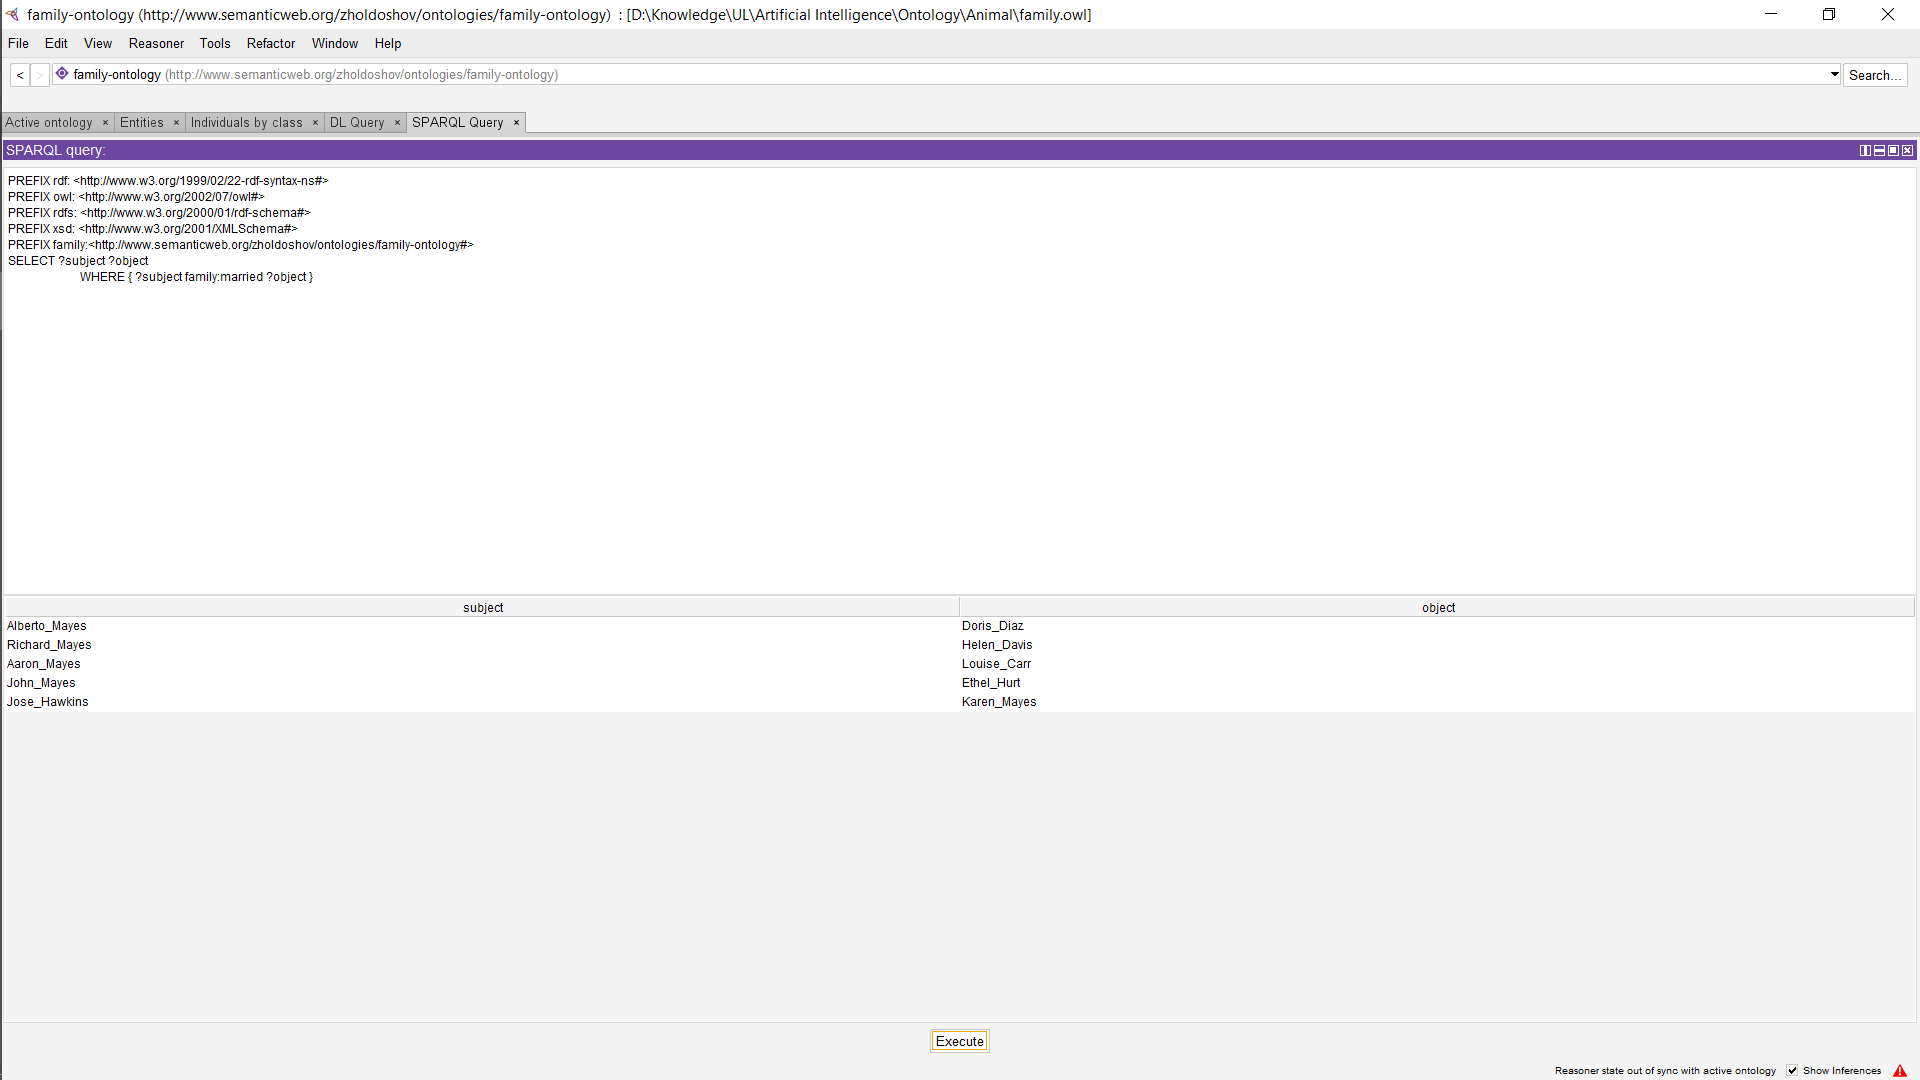 family-ontology (http://www.semanticweb.org/zholdoshov/ontologies/family-ontology) : [D:\Knowledge\UL\Artificial Intelligence\Ontology\Animal\family.owl]
File Edit View Reasoner Tools Refactor Window Help
< > family-ontology (http://www.semanticweb.org/zholdoshov/ontologies/family-ontology) Search...
Active ontology × Entities × Individuals by class × DL Query × SPARQL Query ×
SPARQL query:
PREFIX rdf: <http://www.w3.org/1999/02/22-rdf-syntax-ns#>
PREFIX owl: <http://www.w3.org/2002/07/owl#>
PREFIX rdfs: <http://www.w3.org/2000/01/rdf-schema#>
PREFIX xsd: <http://www.w3.org/2001/XMLSchema#>
PREFIX family:<http://www.semanticweb.org/zholdoshov/ontologies/family-ontology#>
SELECT ?subject ?object
WHERE { ?subject family:married ?object }
subject object
Alberto_Mayes Doris_Diaz
Richard_Mayes Helen_Davis
Aaron_Mayes Louise_Carr
John_Mayes Ethel_Hurt
Jose_Hawkins Karen_Mayes
Execute
Reasoner state out of sync with active ontology Show Inferences